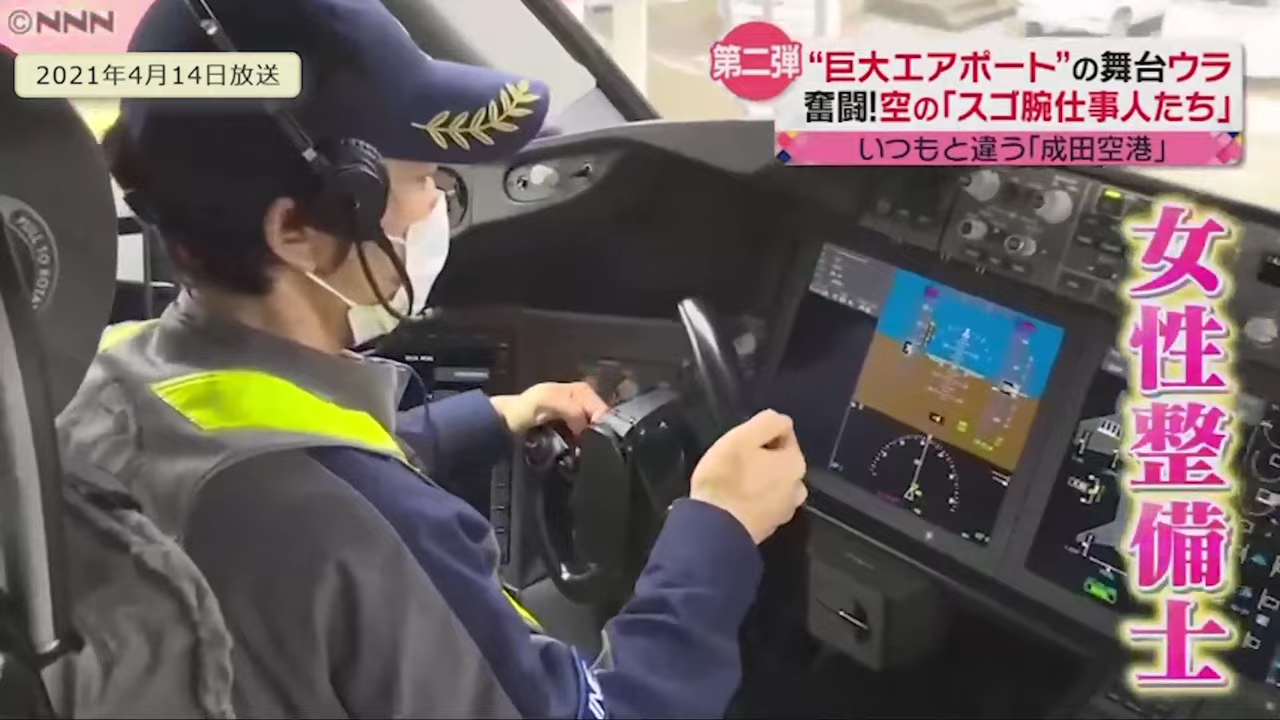 ©NNN
2021年4月14日放送
第二弾
“巨大エアポート”の舞台ウラ
奮闘!空の「スゴ腕仕事人たち」
いつもと違う「成田空港」
女性整備士